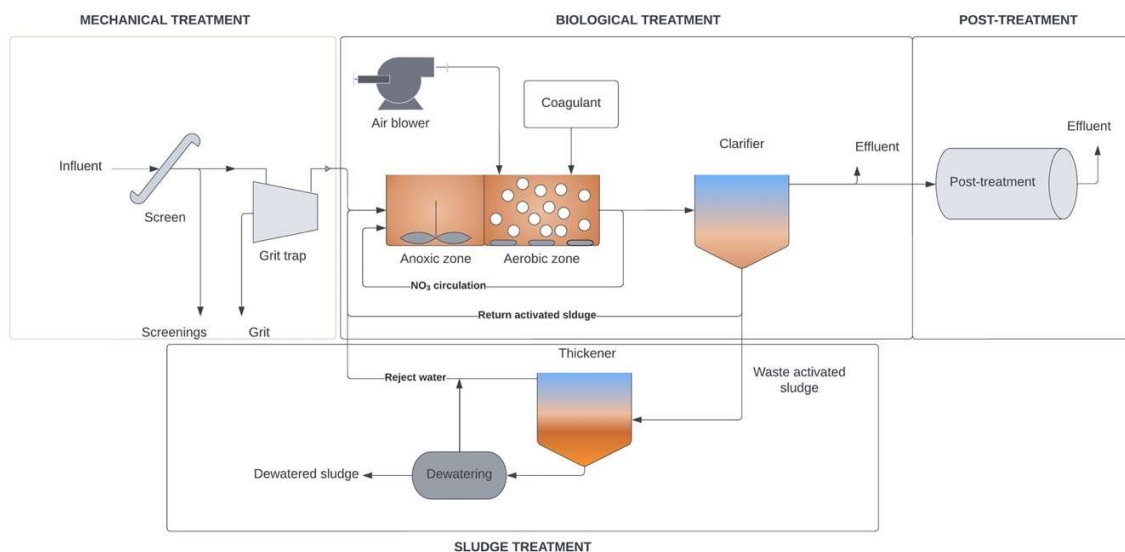 MECHANICAL TREATMENT
BIOLOGICAL TREATMENT
POST-TREATMENT
Air blower
Coagulant
Clarifier
Effluent
Effluent
Influent
Screen
Grit trap
Post-treatment
Anoxic zone
Aerobic zone
NO₃ circulation
Return activated slduge
Screenings
Grit
Thickener
Waste activated
sludge
Reject water
Dewatered sludge
Dewatering
SLUDGE TREATMENT